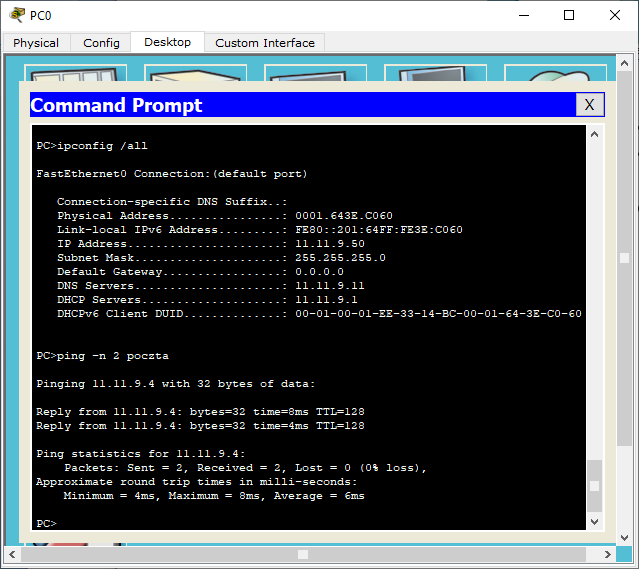 PC0
Physical Config Desktop Custom Interface
Command Prompt X
PC>ipconfig /all
FastEthernet0 Connection:(default port)
Connection-specific DNS Suffix..:
Physical Address................: 0001.643E.C060
Link-local IPv6 Address.........: FE80::201:64FF:FE3E:C060
IP Address......................: 11.11.9.50
Subnet Mask.....................: 255.255.255.0
Default Gateway.................: 0.0.0.0
DNS Servers.....................: 11.11.9.11
DHCP Servers....................: 11.11.9.1
DHCPv6 Client DUID..............: 00-01-00-01-EE-33-14-BC-00-01-64-3E-C0-60
PC>ping -n 2 poczta
Pinging 11.11.9.4 with 32 bytes of data:
Reply from 11.11.9.4: bytes=32 time=8ms TTL=128
Reply from 11.11.9.4: bytes=32 time=4ms TTL=128
Ping statistics for 11.11.9.4:
Packets: Sent = 2, Received = 2, Lost = 0 (0% loss),
Approximate round trip times in milli-seconds:
Minimum = 4ms, Maximum = 8ms, Average = 6ms
PC>